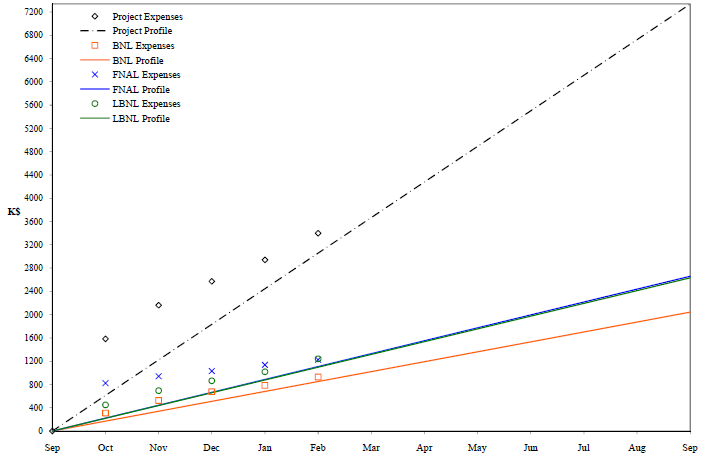 7200
6800
6400
6000
5600
5200
4800
4400
4000
3600
3200
2800
2400
2000
1600
1200
800
400
0
K$
Project Expenses
Project Profile
BNL Expenses
BNL Profile
FNAL Expenses
FNAL Profile
LBNL Expenses
LBNL Profile
Sep Oct Nov Dec Jan Feb Mar Apr May Jun Jul Aug Sep